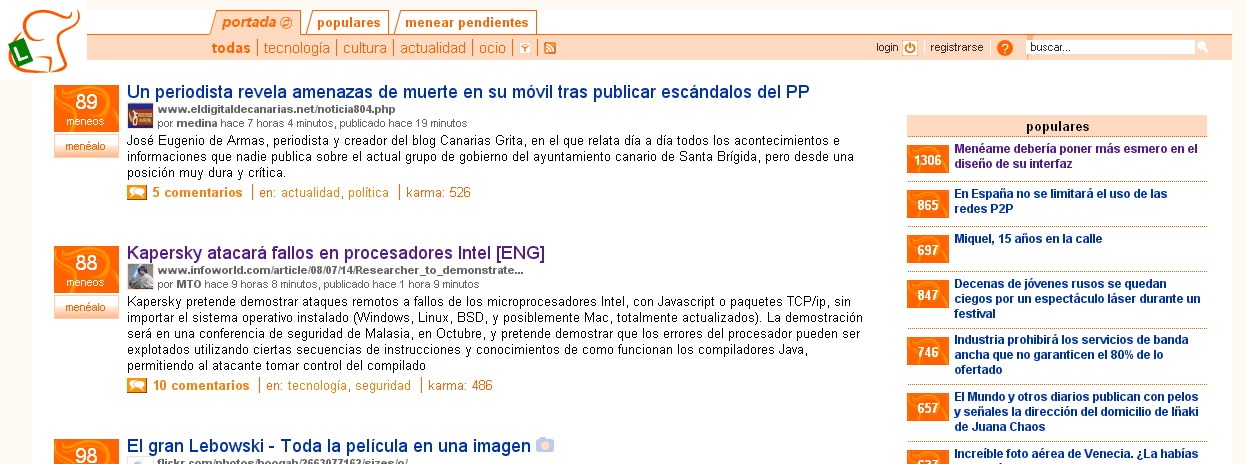 L
portada
populares
menear pendientes
todas | tecnología | cultura | actualidad | ocio
login
registrarse
?
buscar...
89
meneos
menéalo
Un periodista revela amenazas de muerte en su móvil tras publicar escándalos del PP
www.eldigitaldecanarias.net/noticia804.php
por medina hace 7 horas 4 minutos, publicado hace 19 minutos
José Eugenio de Armas, periodista y creador del blog Canarias Grita, en el que relata día a día todos los acontecimientos e
informaciones que nadie publica sobre el actual grupo de gobierno del ayuntamiento canario de Santa Brígida, pero desde una
posición muy dura y crítica.
5 comentarios | en: actualidad, política | karma: 526
88
meneos
menéalo
Kapersky atacará fallos en procesadores Intel [ENG]
www.infoworld.com/article/08/07/14/Researcher_to_demonstrate...
por MTO hace 9 horas 8 minutos, publicado hace 1 hora 9 minutos
Kapersky pretende demostrar ataques remotos a fallos de los microprocesadores Intel, con Javascript o paquetes TCP/ip, sin
importar el sistema operativo instalado (Windows, Linux, BSD, y posiblemente Mac, totalmente actualizados). La demostración
será en una conferencia de seguridad de Malasia, en Octubre, y pretende demostrar que los errores del procesador pueden ser
explotados utilizando ciertas secuencias de instrucciones y conocimientos de como funcionan los compiladores Java,
permitiendo al atacante tomar control del compilado
10 comentarios | en: tecnología, seguridad | karma: 486
98
El gran Lebowski - Toda la película en una imagen
populares
1306
Menéame debería poner más esmero en el
diseño de su interfaz
865
En España no se limitará el uso de las
redes P2P
697
Miquel, 15 años en la calle
847
Decenas de jóvenes rusos se quedan
ciegos por un espectáculo láser durante un
festival
746
Industria prohibirá los servicios de banda
ancha que no garanticen el 80% de lo
ofertado
657
El Mundo y otros diarios publican con pelos
y señales la dirección del domicilio de Iñaki
de Juana Chaos
Increíble foto aérea de Venecia. ¿La habías